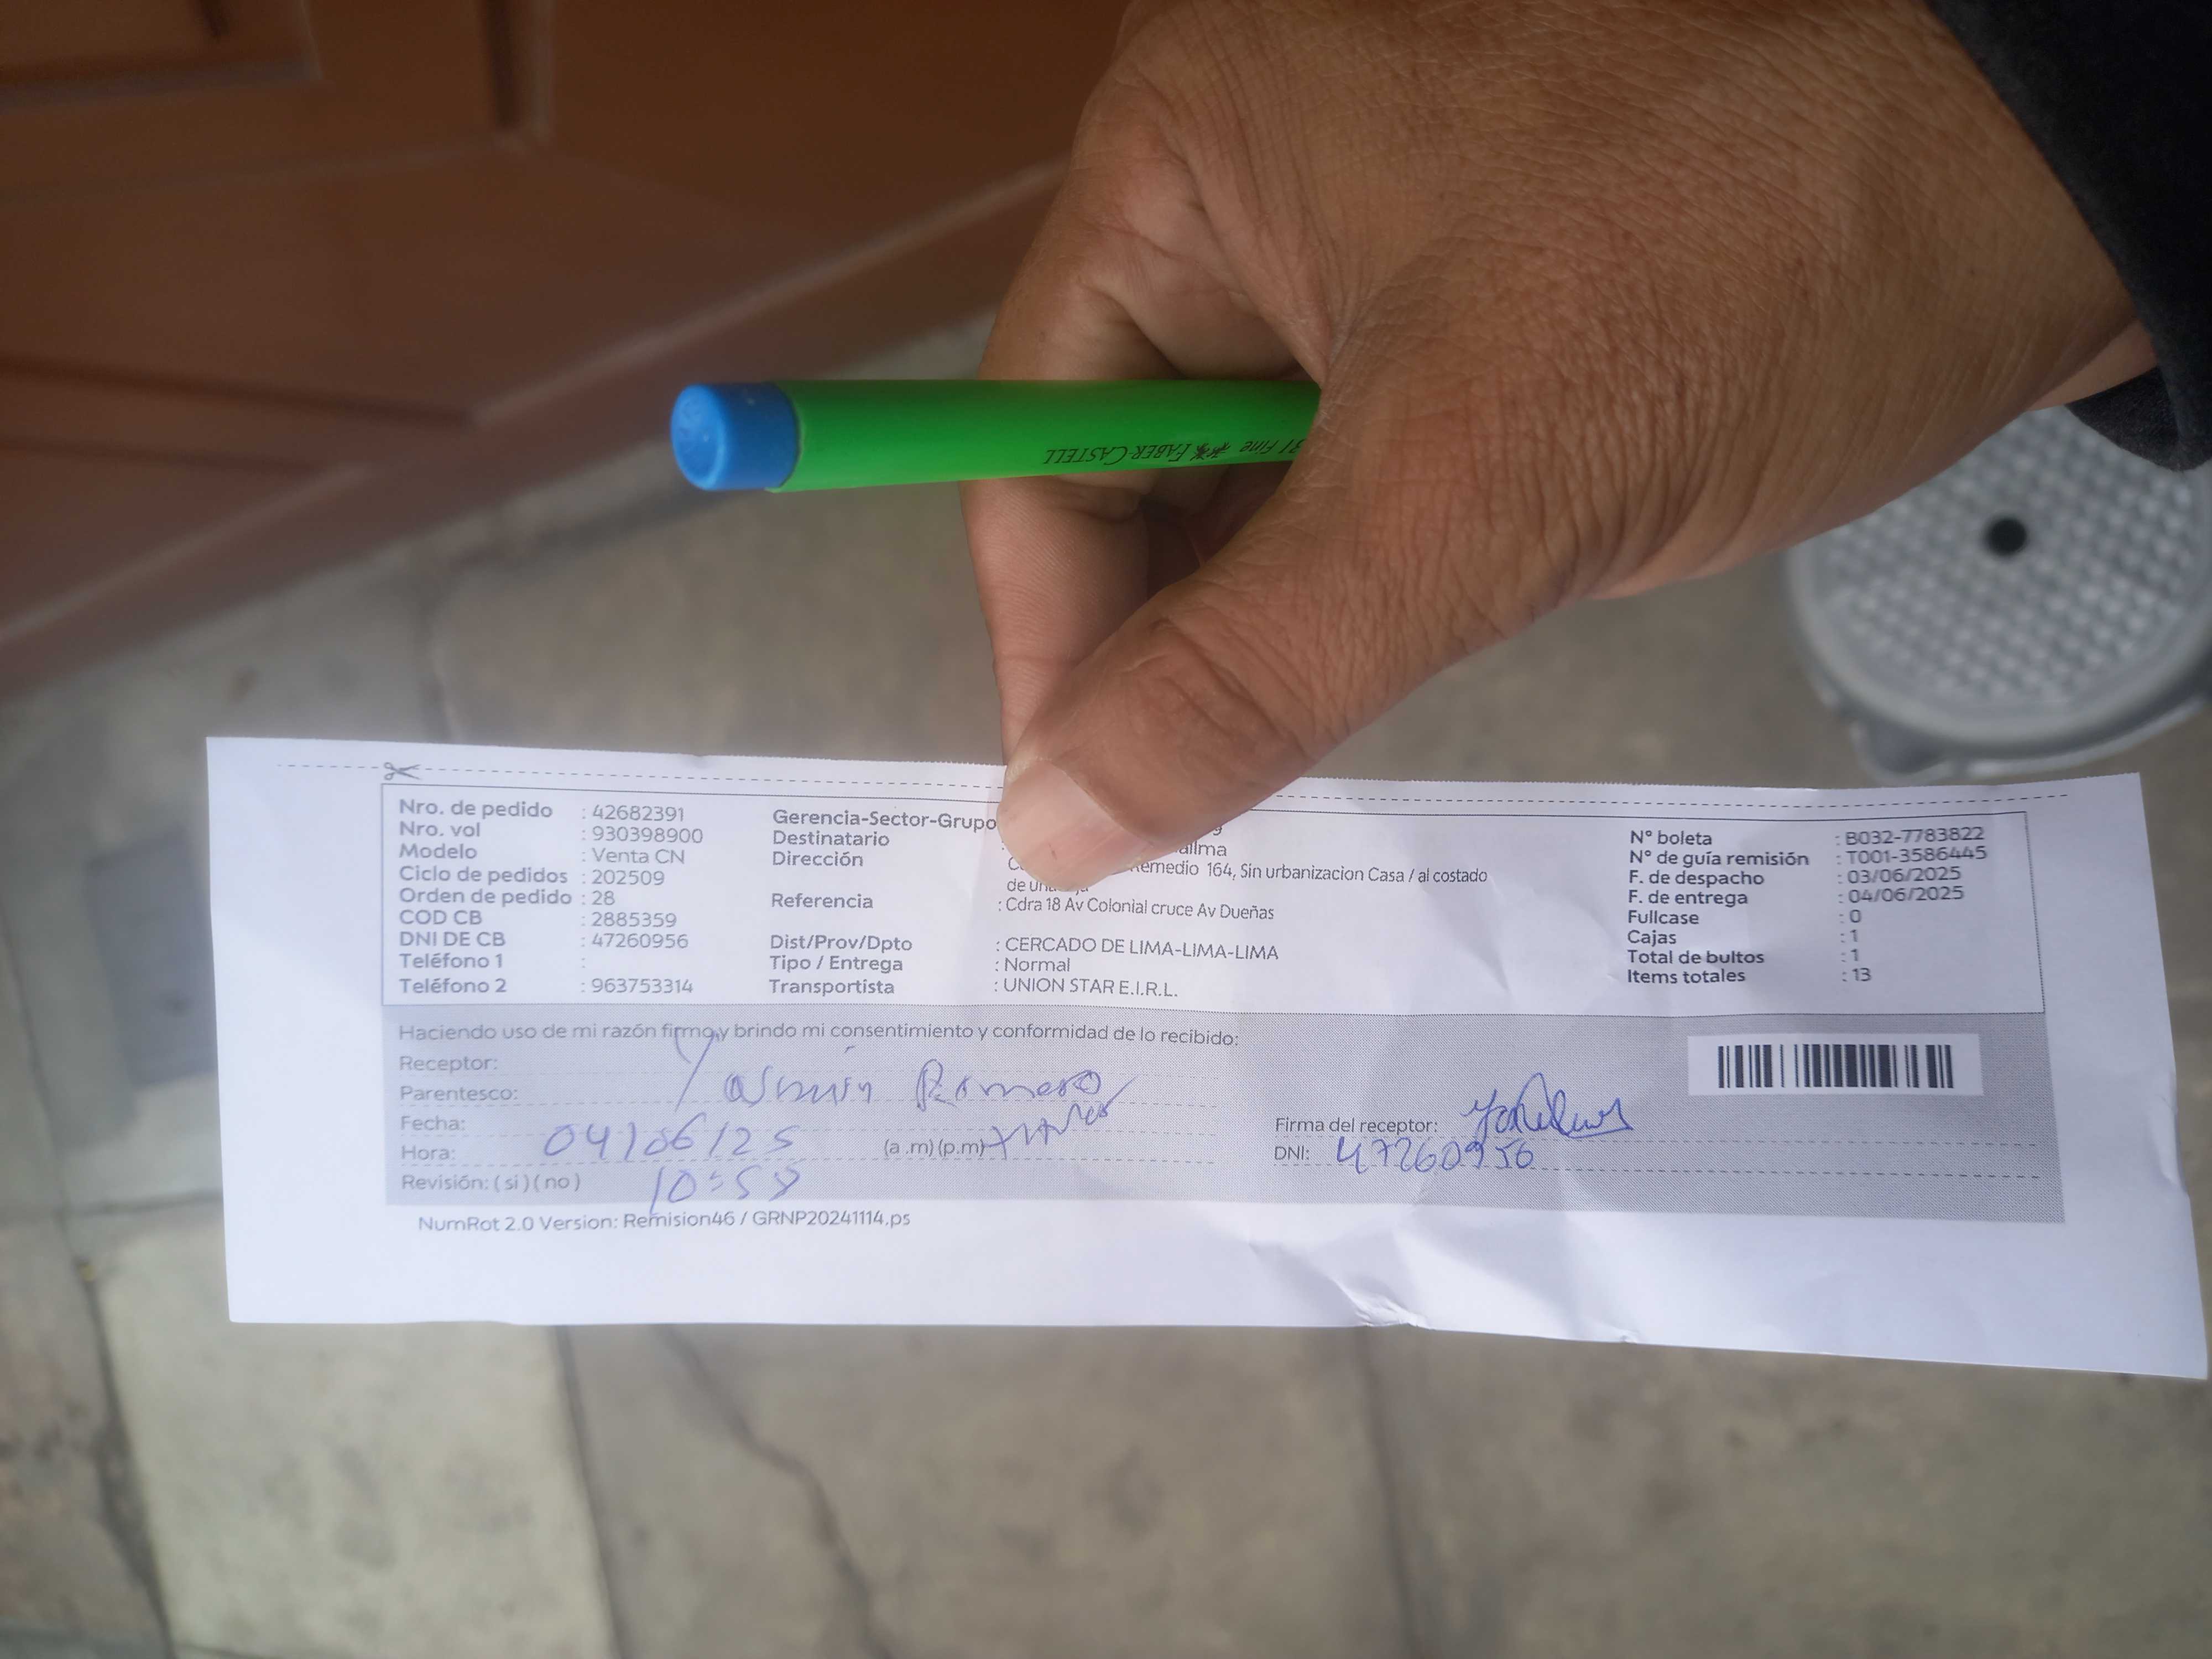 31 Fine FABER-CASTELL
Nro. de pedido : 42682391
Nro. vol : 930398900
Modelo : Venta CN
Ciclo de pedidos : 202509
Orden de pedido : 28
COD CB : 2885359
DNI DE CB : 47260956
Teléfono 1 :
Teléfono 2 : 963753314
Gerencia-Sector-Grupo
Destinatario
Dirección 164, Sin urbanizacion Casa / al costado
Referencia : Cdra 18 Av Colonial cruce Av Dueñas
Dist/Prov/Dpto : CERCADO DE LIMA-LIMA-LIMA
Tipo / Entrega : Normal
Transportista : UNION STAR E.I.R.L.
N° boleta : B032-7783822
N° de guía remisión : T001-3586445
F. de despacho : 03/06/2025
F. de entrega : 04/06/2025
Fullcase : 0
Cajas : 1
Total de bultos : 1
Items totales : 13
Haciendo uso de mi razón firmo,y brindo mi consentimiento y conformidad de lo recibido:
Receptor: Yasmín Romero
Parentesco:
Fecha: 04/06/25
Hora: 10:58 (a .m) (p.m)
Revisión: ( si ) ( no )
Firma del receptor:
DNI: 47260956
NumRot 2.0 Version: Remision46 / GRNP20241114.ps